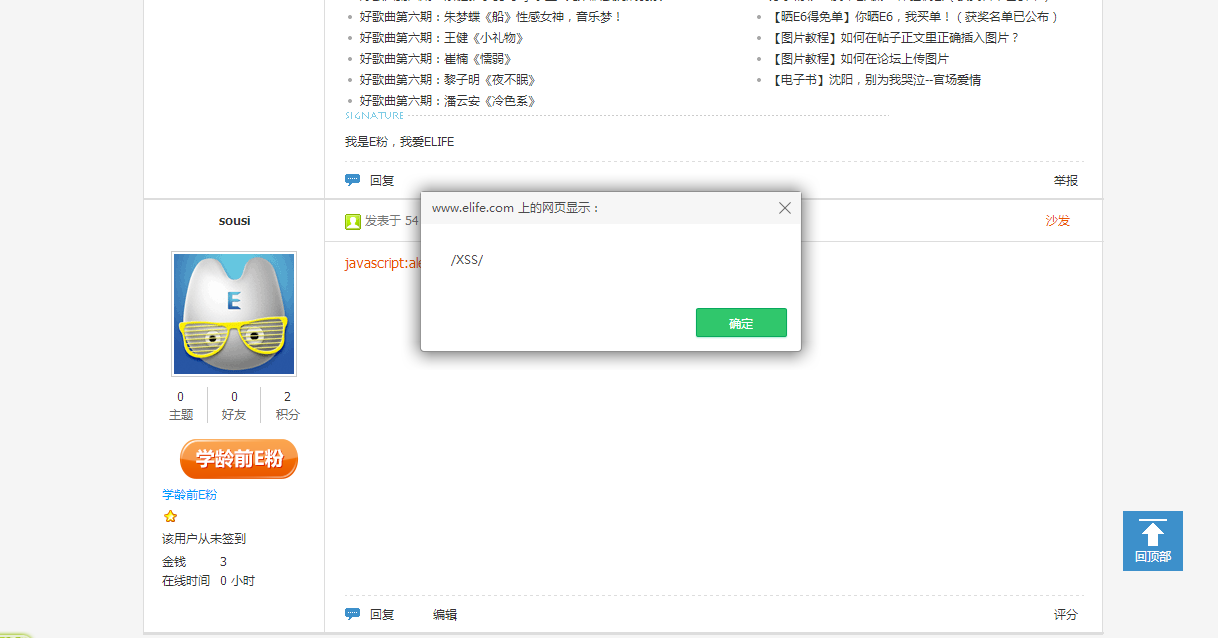 好歌曲第六期：朱梦蝶《船》性感女神，音乐梦！
好歌曲第六期：王健《小礼物》
好歌曲第六期：崔楠《懦弱》
好歌曲第六期：黎子明《夜不眠》
好歌曲第六期：潘云安《冷色系》
【晒E6得免单】你晒E6，我买单！（获奖名单已公布）
【图片教程】如何在帖子正文里正确插入图片？
【图片教程】如何在论坛上传图片
【电子书】沈阳，别为我哭泣--官场爱情
SIGNATURE
我是E粉，我爱ELIFE
回复
举报
sousi
发表于 54
沙发
www.elife.com 上的网页显示：
/XSS/
确定
javascript:ale
E
0
0
2
主题
好友
积分
学龄前E粉
学龄前E粉
该用户从未签到
金钱 3
在线时间 0 小时
回顶部
回复
编辑
评分